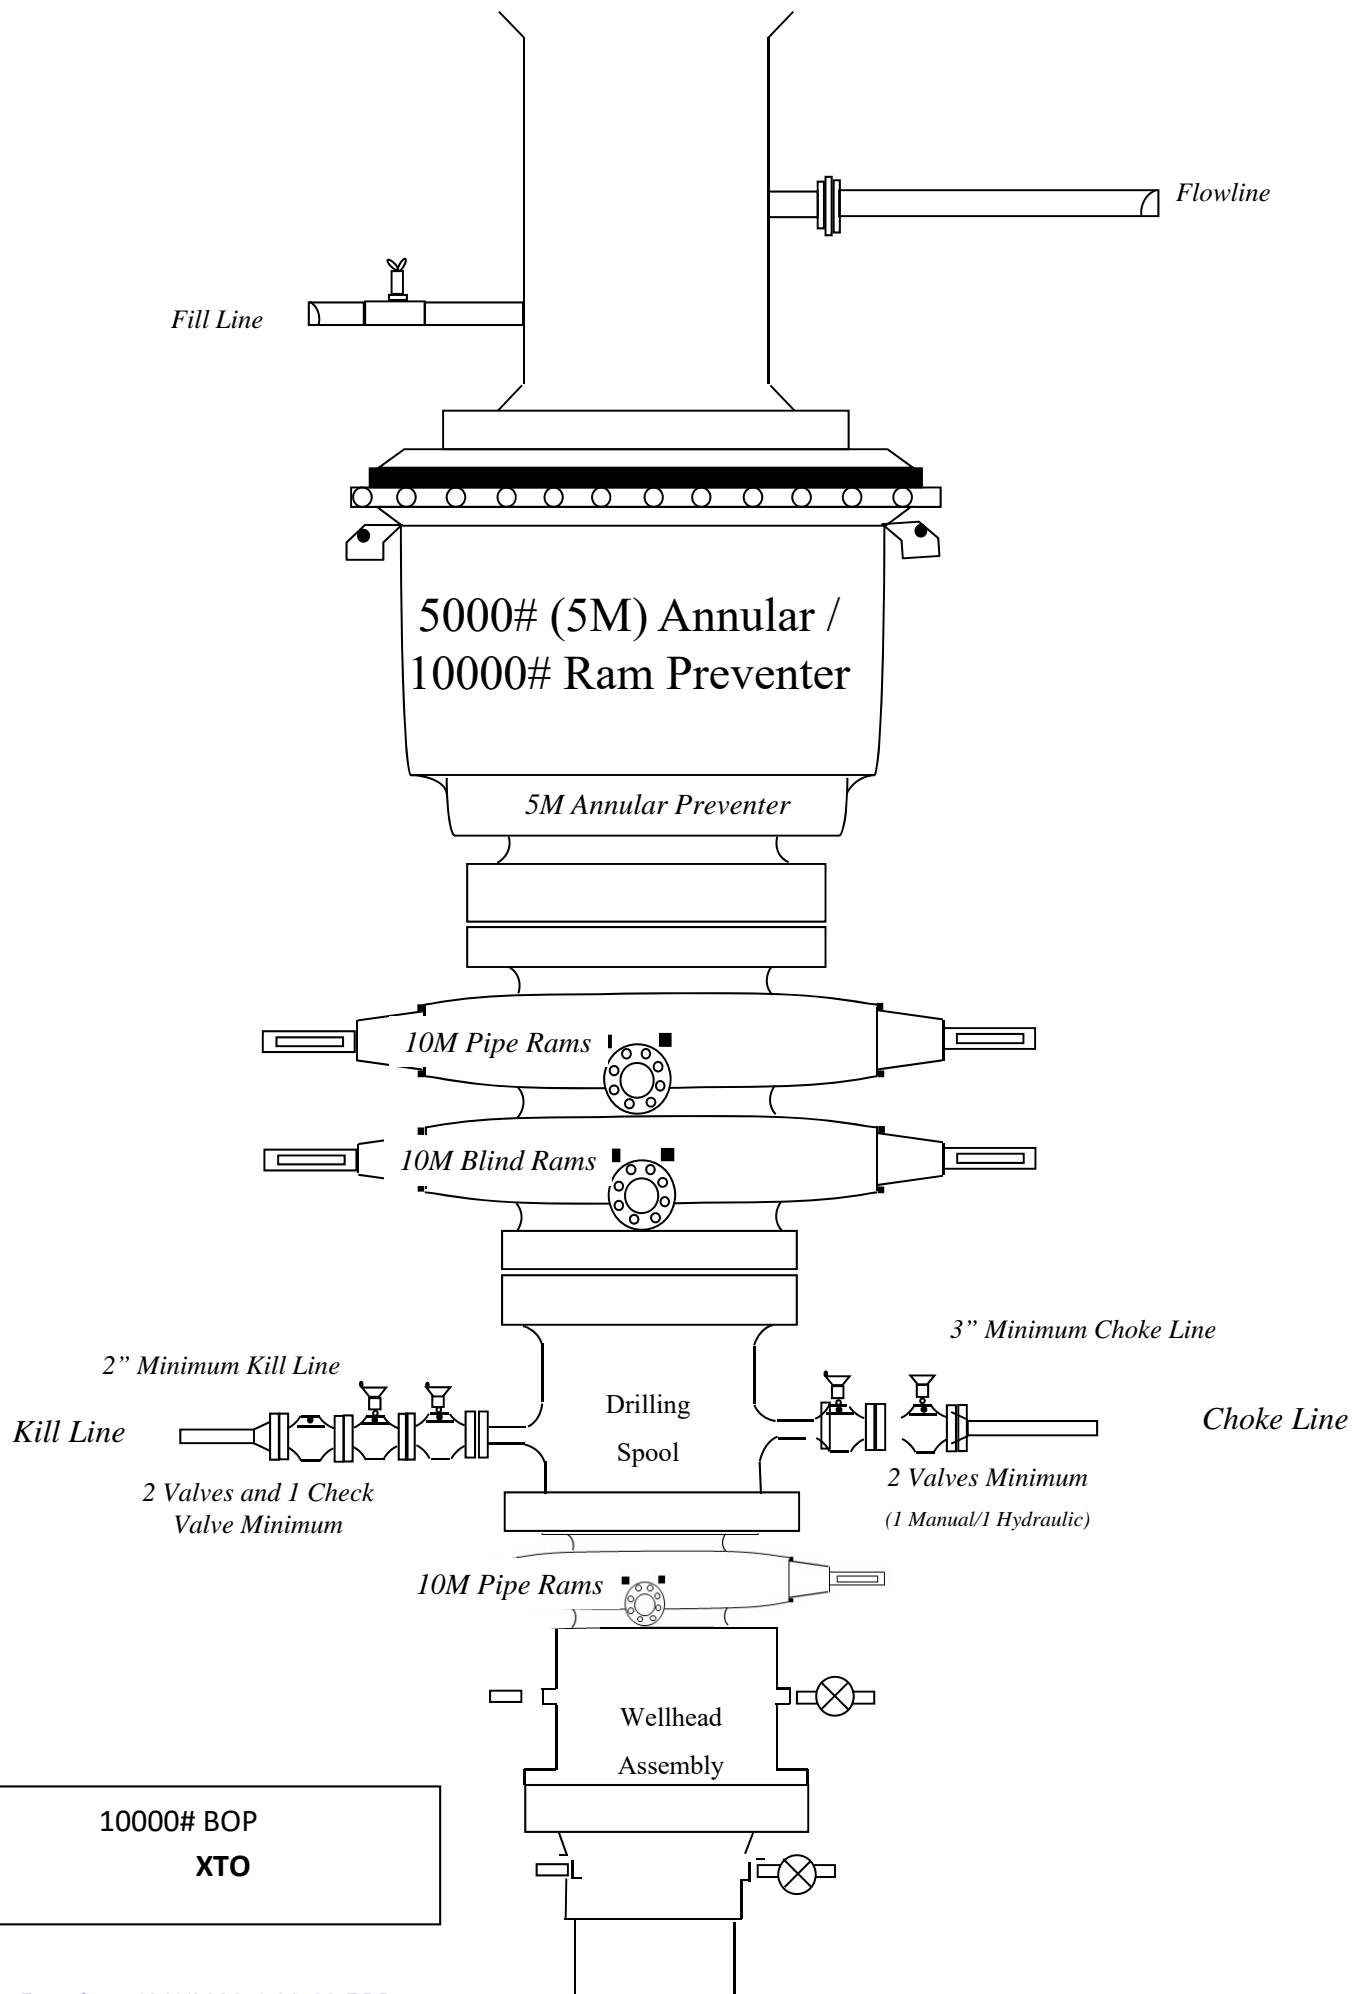 Flowline
Fill Line
5000# (5M) Annular /
10000# Ram Preventer
5M Annular Preventer
10M Pipe Rams
10M Blind Rams
3” Minimum Choke Line
2” Minimum Kill Line
Drilling
Spool
Kill Line
Choke Line
2 Valves and 1 Check
Valve Minimum
2 Valves Minimum
(1 Manual/1 Hydraulic)
10M Pipe Rams
Wellhead
Assembly
10000# BOP
XTO